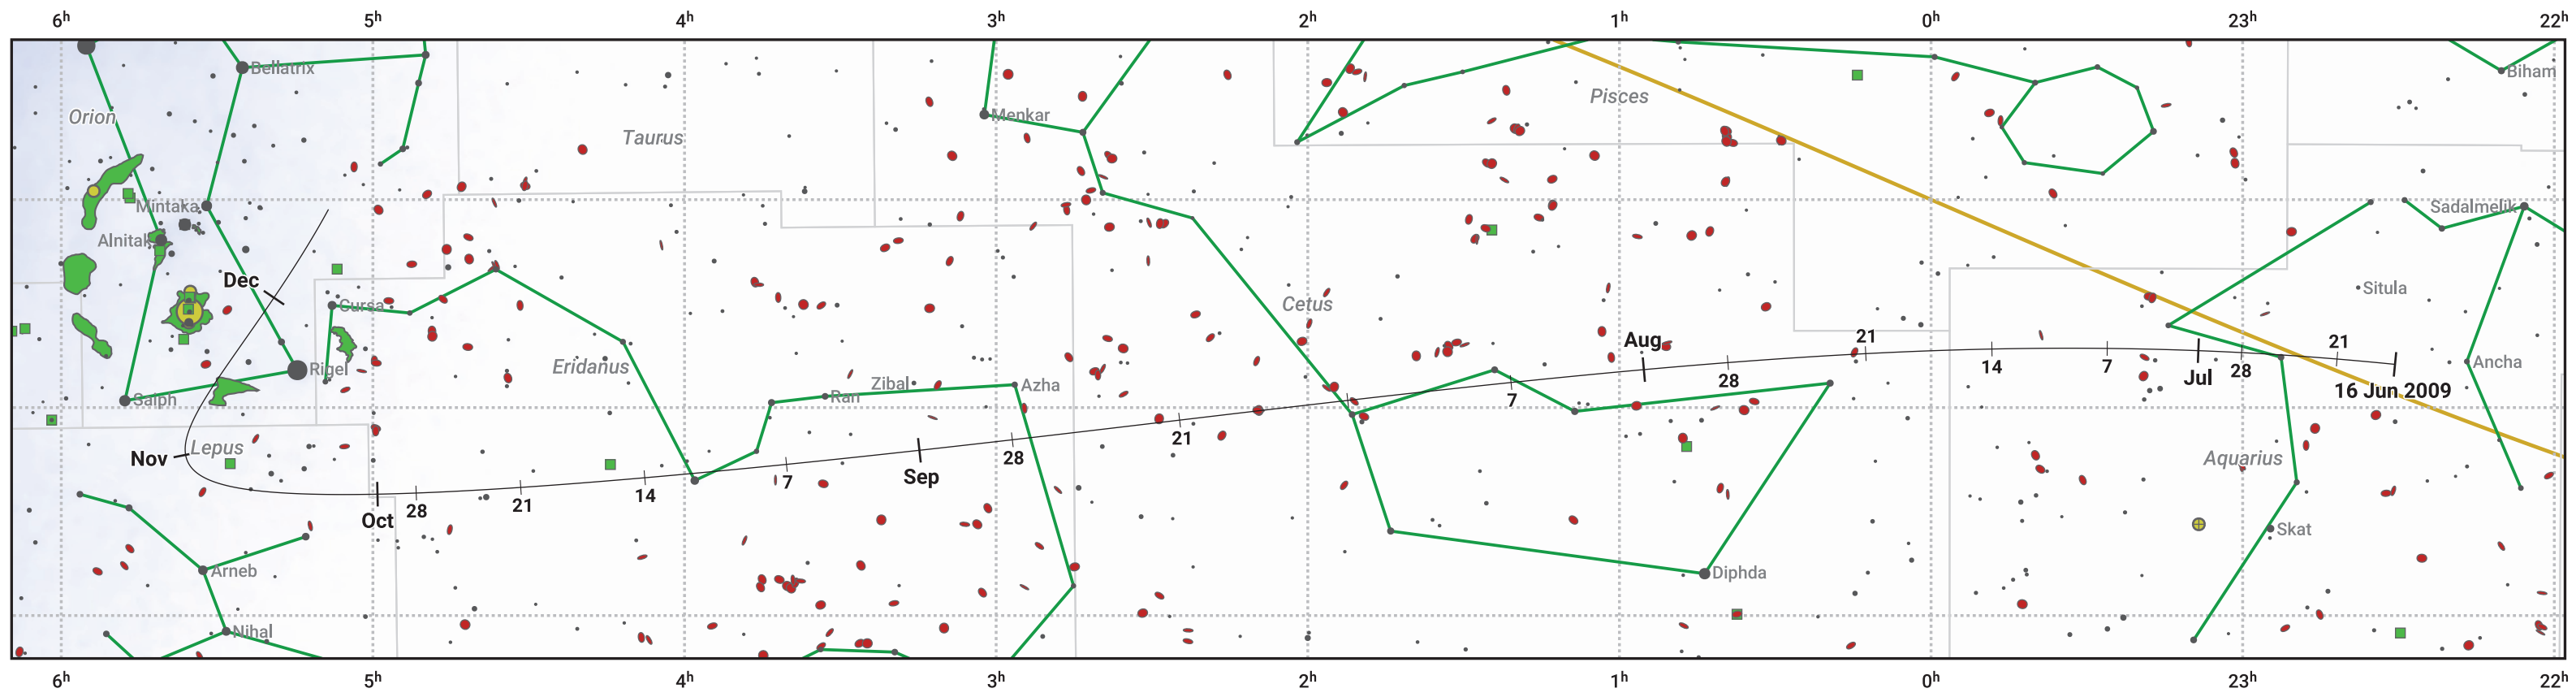 6h 5h 4h 3h 2h 1h 0h 23h 22h
Bellatrix
Biham
Orion
Menkar
Pisces
Taurus
Mintaka
Sadalmelik
Alnitak
Dec
Cursa
Cetus
Situla
Eridanus
Aug
21
21
Rigel
Zibal
Azha
28
14
7
Jul
28
Ancha
Saiph
Ran
7
16 Jun 2009
Nov
Lepus
21
28
Sep
Aquarius
7
14
21
28
Oct
Skat
Arneb
Diphda
Nihal
6h 5h 4h 3h 2h 1h 0h 23h 22h